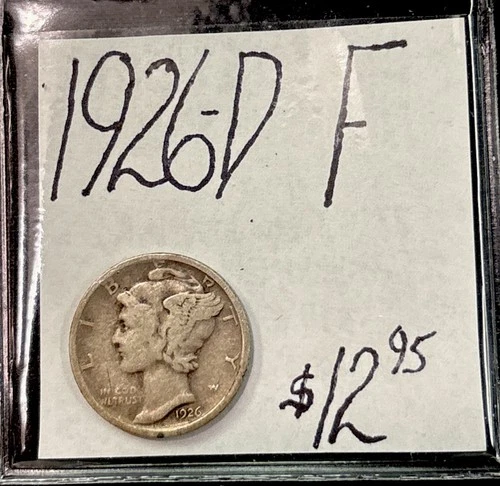 1926-D F
LIBERTY
IN GOD
WE TRUST
W
1926
$12.95